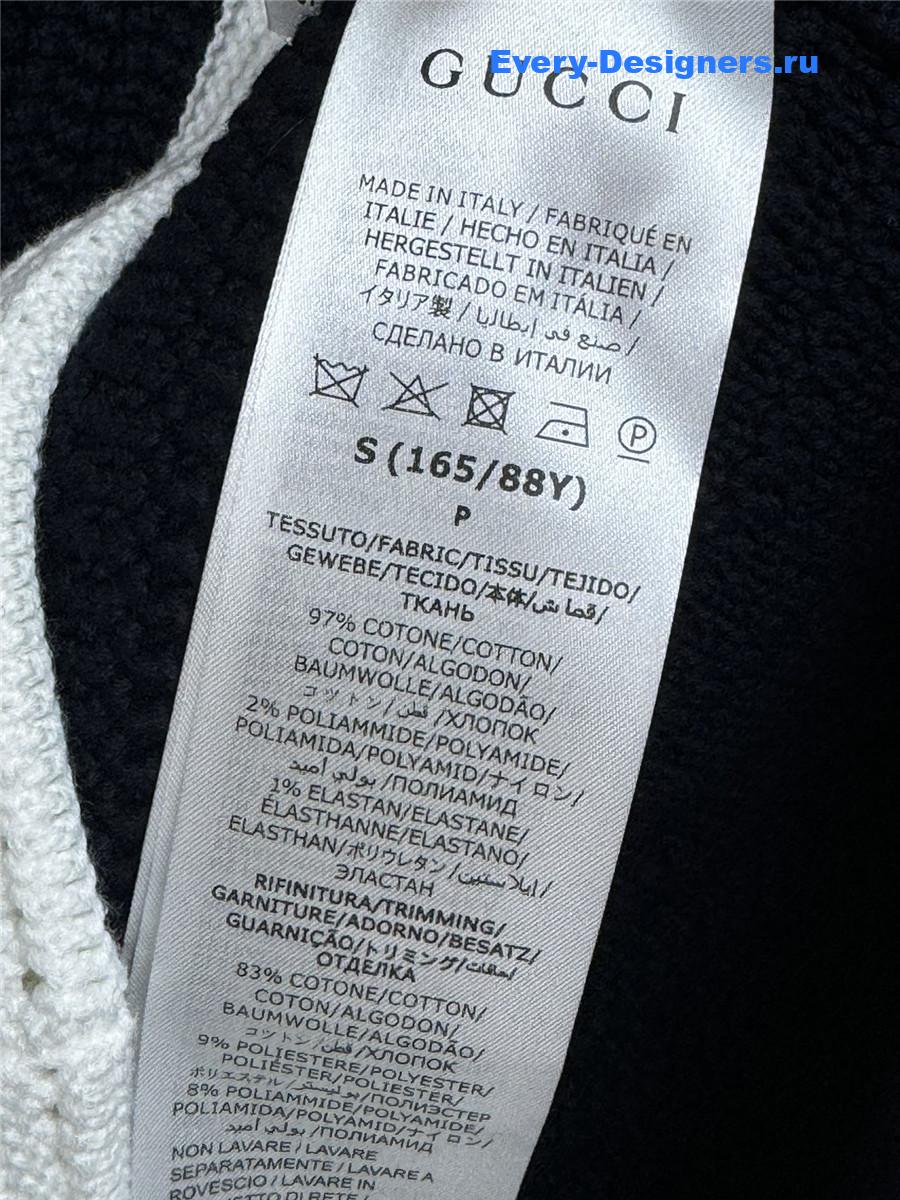 Every-Designers.ru
GUCCI
MADE IN ITALY / FABRIQUÉ EN
ITALIE / HECHO EN ITALIA /
HERGESTELLT IN ITALIEN /
FABRICADO EM ITÁLIA /
イタリア製 / صنع في إيطاليا /
СДЕЛАНО В ИТАЛИИ
P
S (165/88Y)
P
TESSUTO/FABRIC/TISSU/TEJIDO/
GEWEBE/TECIDO/本体/قماش/
ТКАНЬ
97% COTONE/COTTON/
COTON/ALGODON/
BAUMWOLLE/ALGODÃO/
コットン/قطن/ХЛОПОК
2% POLIAMMIDE/POLYAMIDE/
POLIAMIDA/POLYAMID/ナイロン/
بولي اميد/ПОЛИАМИД
1% ELASTAN/ELASTANE/
ÉLASTHANNE/ELASTANO/
ELASTHAN/ポリウレタン/إيلاستين/
ЭЛАСТАН
RIFINITURA/TRIMMING/
GARNITURE/ADORNO/BESATZ/
GUARNIÇÃO/トリミング/
ОТДЕЛКА
83% COTONE/COTTON/
COTON/ALGODON/
BAUMWOLLE/ALGODÃO/
コットン/قطن/ХЛОПОК
9% POLIESTERE/POLYESTER/
POLIÉSTER/POLIESTER/
ポリエステル/بوليستر/ПОЛИЭСТЕР
8% POLIAMMIDE/POLYAMIDE/
POLIAMIDA/POLYAMID/ナイロン/
بولي اميد/ПОЛИАМИД
NON LAVARE / LAVARE
SEPARATAMENTE / LAVARE A
ROVESCIO / LAVARE IN
DI RETE /